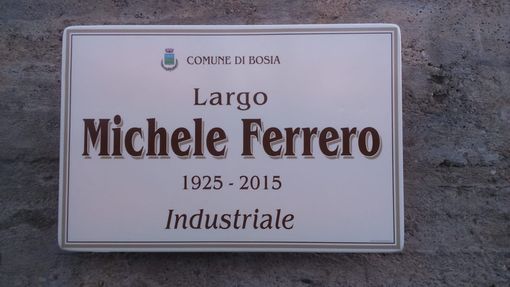 COMUNE DI BOSIA
Largo
Michele Ferrero
1925 - 2015
Industriale